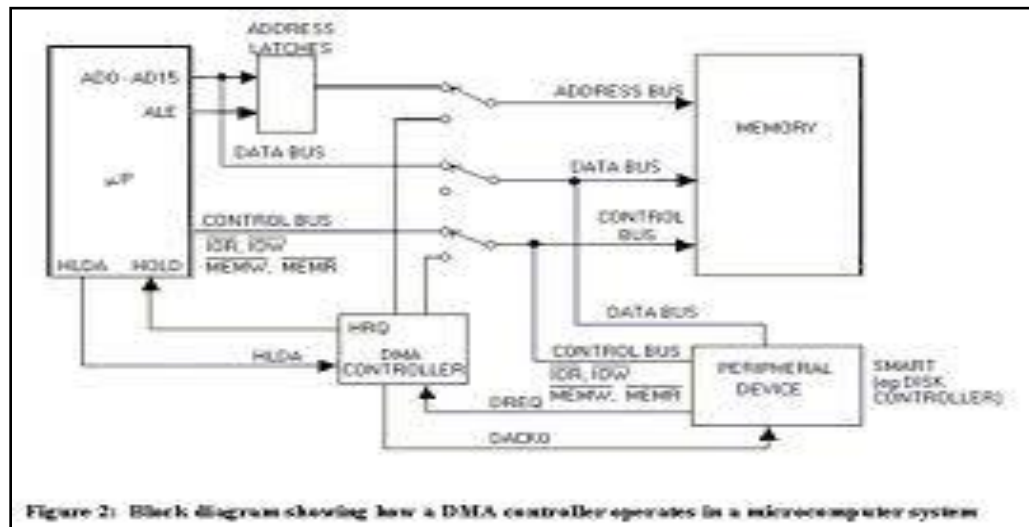 ADDRESS
LATCHES
AD0-AD15
ALE
ADDRESS BUS
MEMORY
DATA BUS
DATA BUS
μP
CONTROL BUS
IOR, IOW
MEMW, MEMR
CONTROL
BUS
HLDA HOLD
HRQ
DMA
CONTROLLER
HLDA
DATA BUS
CONTROL BUS
IOR, IOW
MEMW, MEMR
PERIPHERAL
DEVICE
SMART
(eg DISK
CONTROLLER)
DREQ
DACK0
Figure 2: Block diagram showing how a DMA controller operates in a microcomputer system